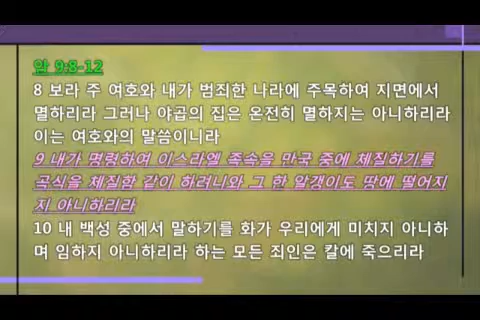 암 9:8-12
8 보라 주 여호와 내가 범죄한 나라에 주목하여 지면에서
멸하리라 그러나 야곱의 집은 온전히 멸하지는 아니하리라
이는 여호와의 말씀이니라
9 내가 명령하여 이스라엘 족속을 만국 중에 체질하기를
곡식을 체질함 같이 하려니와 그 한 알갱이도 땅에 떨어지
지 아니하리라
10 내 백성 중에서 말하기를 화가 우리에게 미치지 아니하
며 임하지 아니하리라 하는 모든 죄인은 칼에 죽으리라